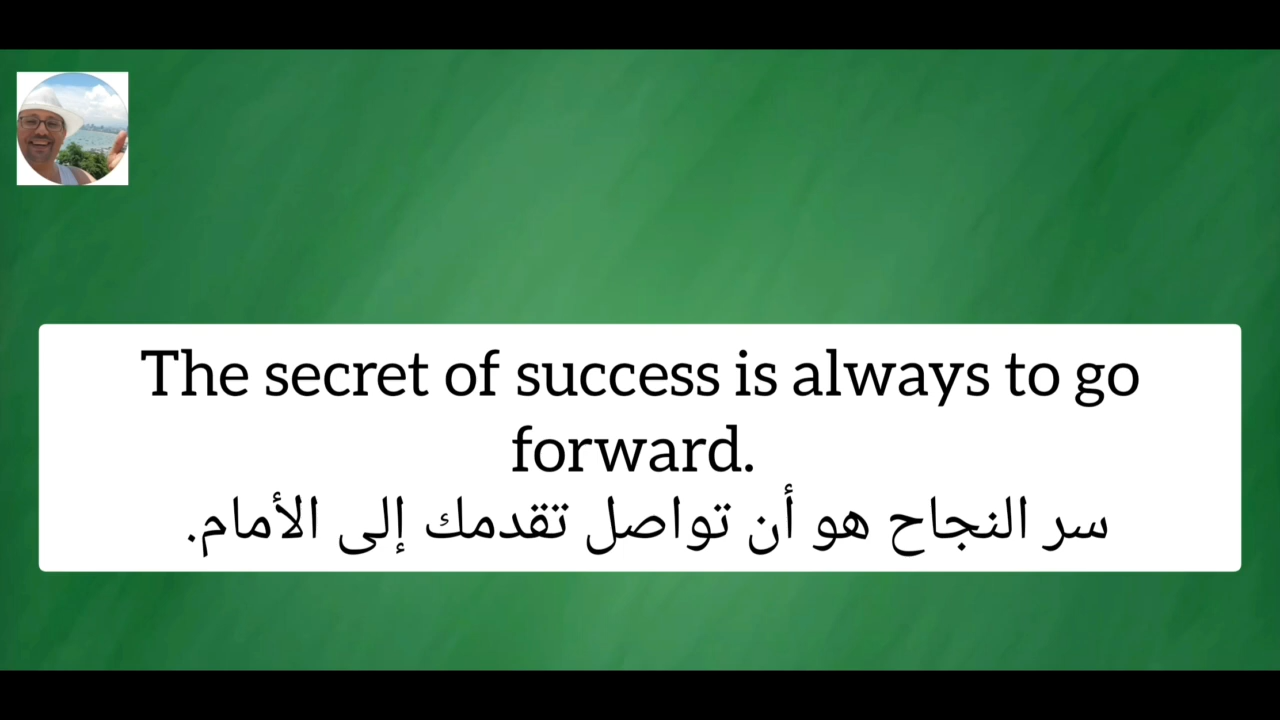 The secret of success is always to go
forward.
سر النجاح هو أن تواصل تقدمك إلى الأمام.